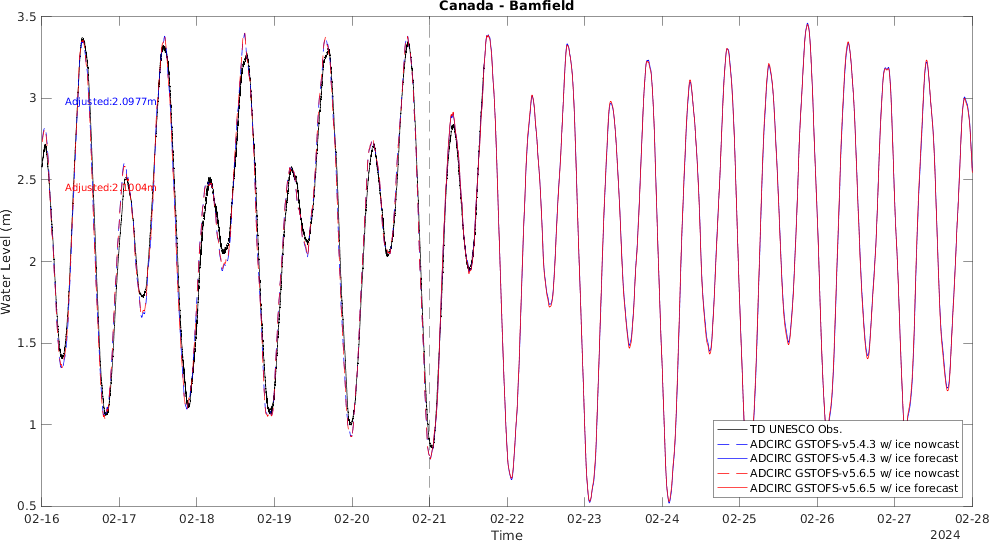 Canada - Bamfield
3.5
3
2.5
2
1.5
1
0.5
Water Level (m)
Adjusted:2.0977m
Adjusted:2.1004m
TD UNESCO Obs.
ADCIRC GSTOFS-v5.4.3 w/ ice nowcast
ADCIRC GSTOFS-v5.4.3 w/ ice forecast
ADCIRC GSTOFS-v5.6.5 w/ ice nowcast
ADCIRC GSTOFS-v5.6.5 w/ ice forecast
02-16 02-17 02-18 02-19 02-20 02-21 02-22 02-23 02-24 02-25 02-26 02-27 02-28
Time
2024